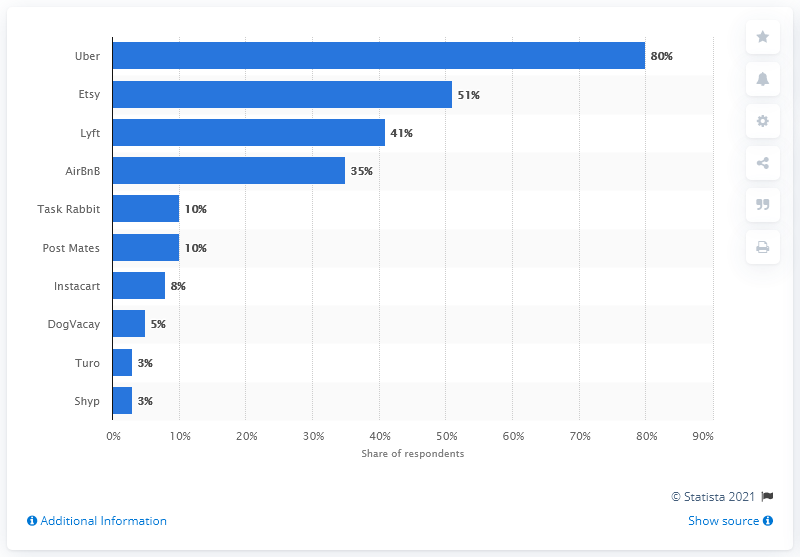 Uber 80%
Etsy 51%
Lyft 41%
AirBnB 35%
Task Rabbit 10%
Post Mates 10%
Instacart 8%
DogVacay 5%
Turo 3%
Shyp 3%
0% 10% 20% 30% 40% 50% 60% 70% 80% 90%
Share of respondents
© Statista 2021
Additional Information Show source